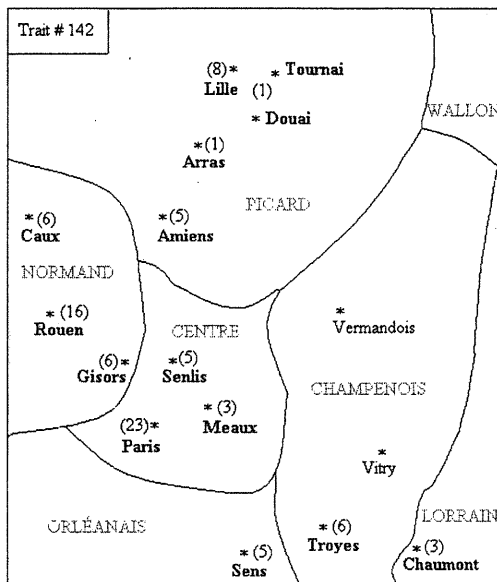 Trait # 142
(8) * * Tournai
Lille (1)
* Douai
WALLON
*(1)
Arras
*(6) *(5) PICARD
Caux Amiens
NORMAND
*(16) CENTRE *
Rouen Vermandois
(6)* *(5)
Gisors Senlis CHAMPENOIS
(23)* *(3)
Paris Meaux
*
Vitry
ORLÉANAIS LORRAIN
*(6) *(3)
Troyes Chaumont
*(5)
Sens